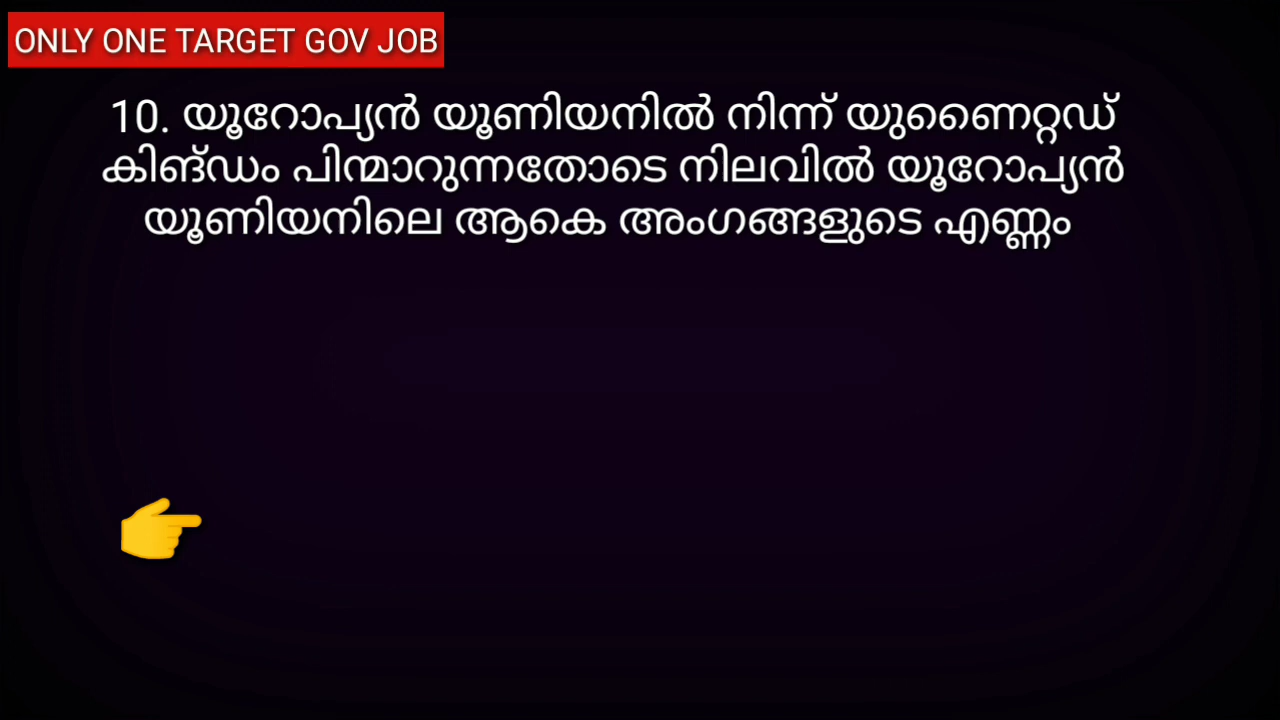 ONLY ONE TARGET GOV JOB
10. യൂറോപ്യൻ യൂണിയനിൽ നിന്ന് യുണൈറ്റഡ്
കിങ്ഡം പിന്മാറുന്നതോടെ നിലവിൽ യൂറോപ്യൻ
യൂണിയനിലെ ആകെ അംഗങ്ങളുടെ എണ്ണം